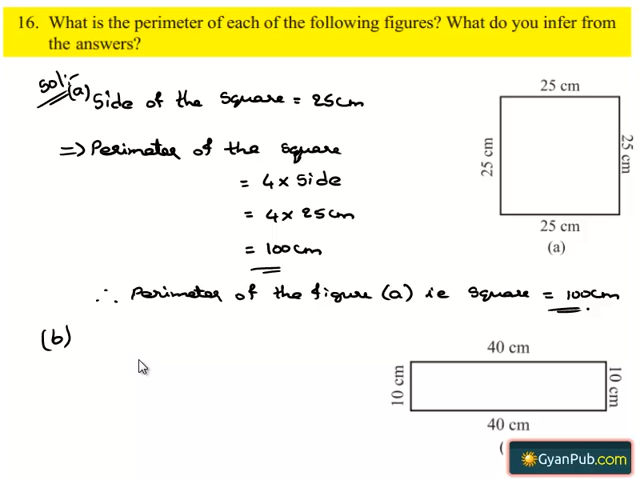 16. What is the perimeter of each of the following figures? What do you infer from
the answers?
Sol:-
(a) Side of the square = 25cm
25 cm
=> Perimeter of the square
= 4 × side
25 cm
25 cm
= 4 × 25cm
= 100cm
25 cm
(a)
∴ Perimeter of the figure (a) ie square = 100cm.
(b)
40 cm
10 cm
10 cm
40 cm
(
GyanPub.com